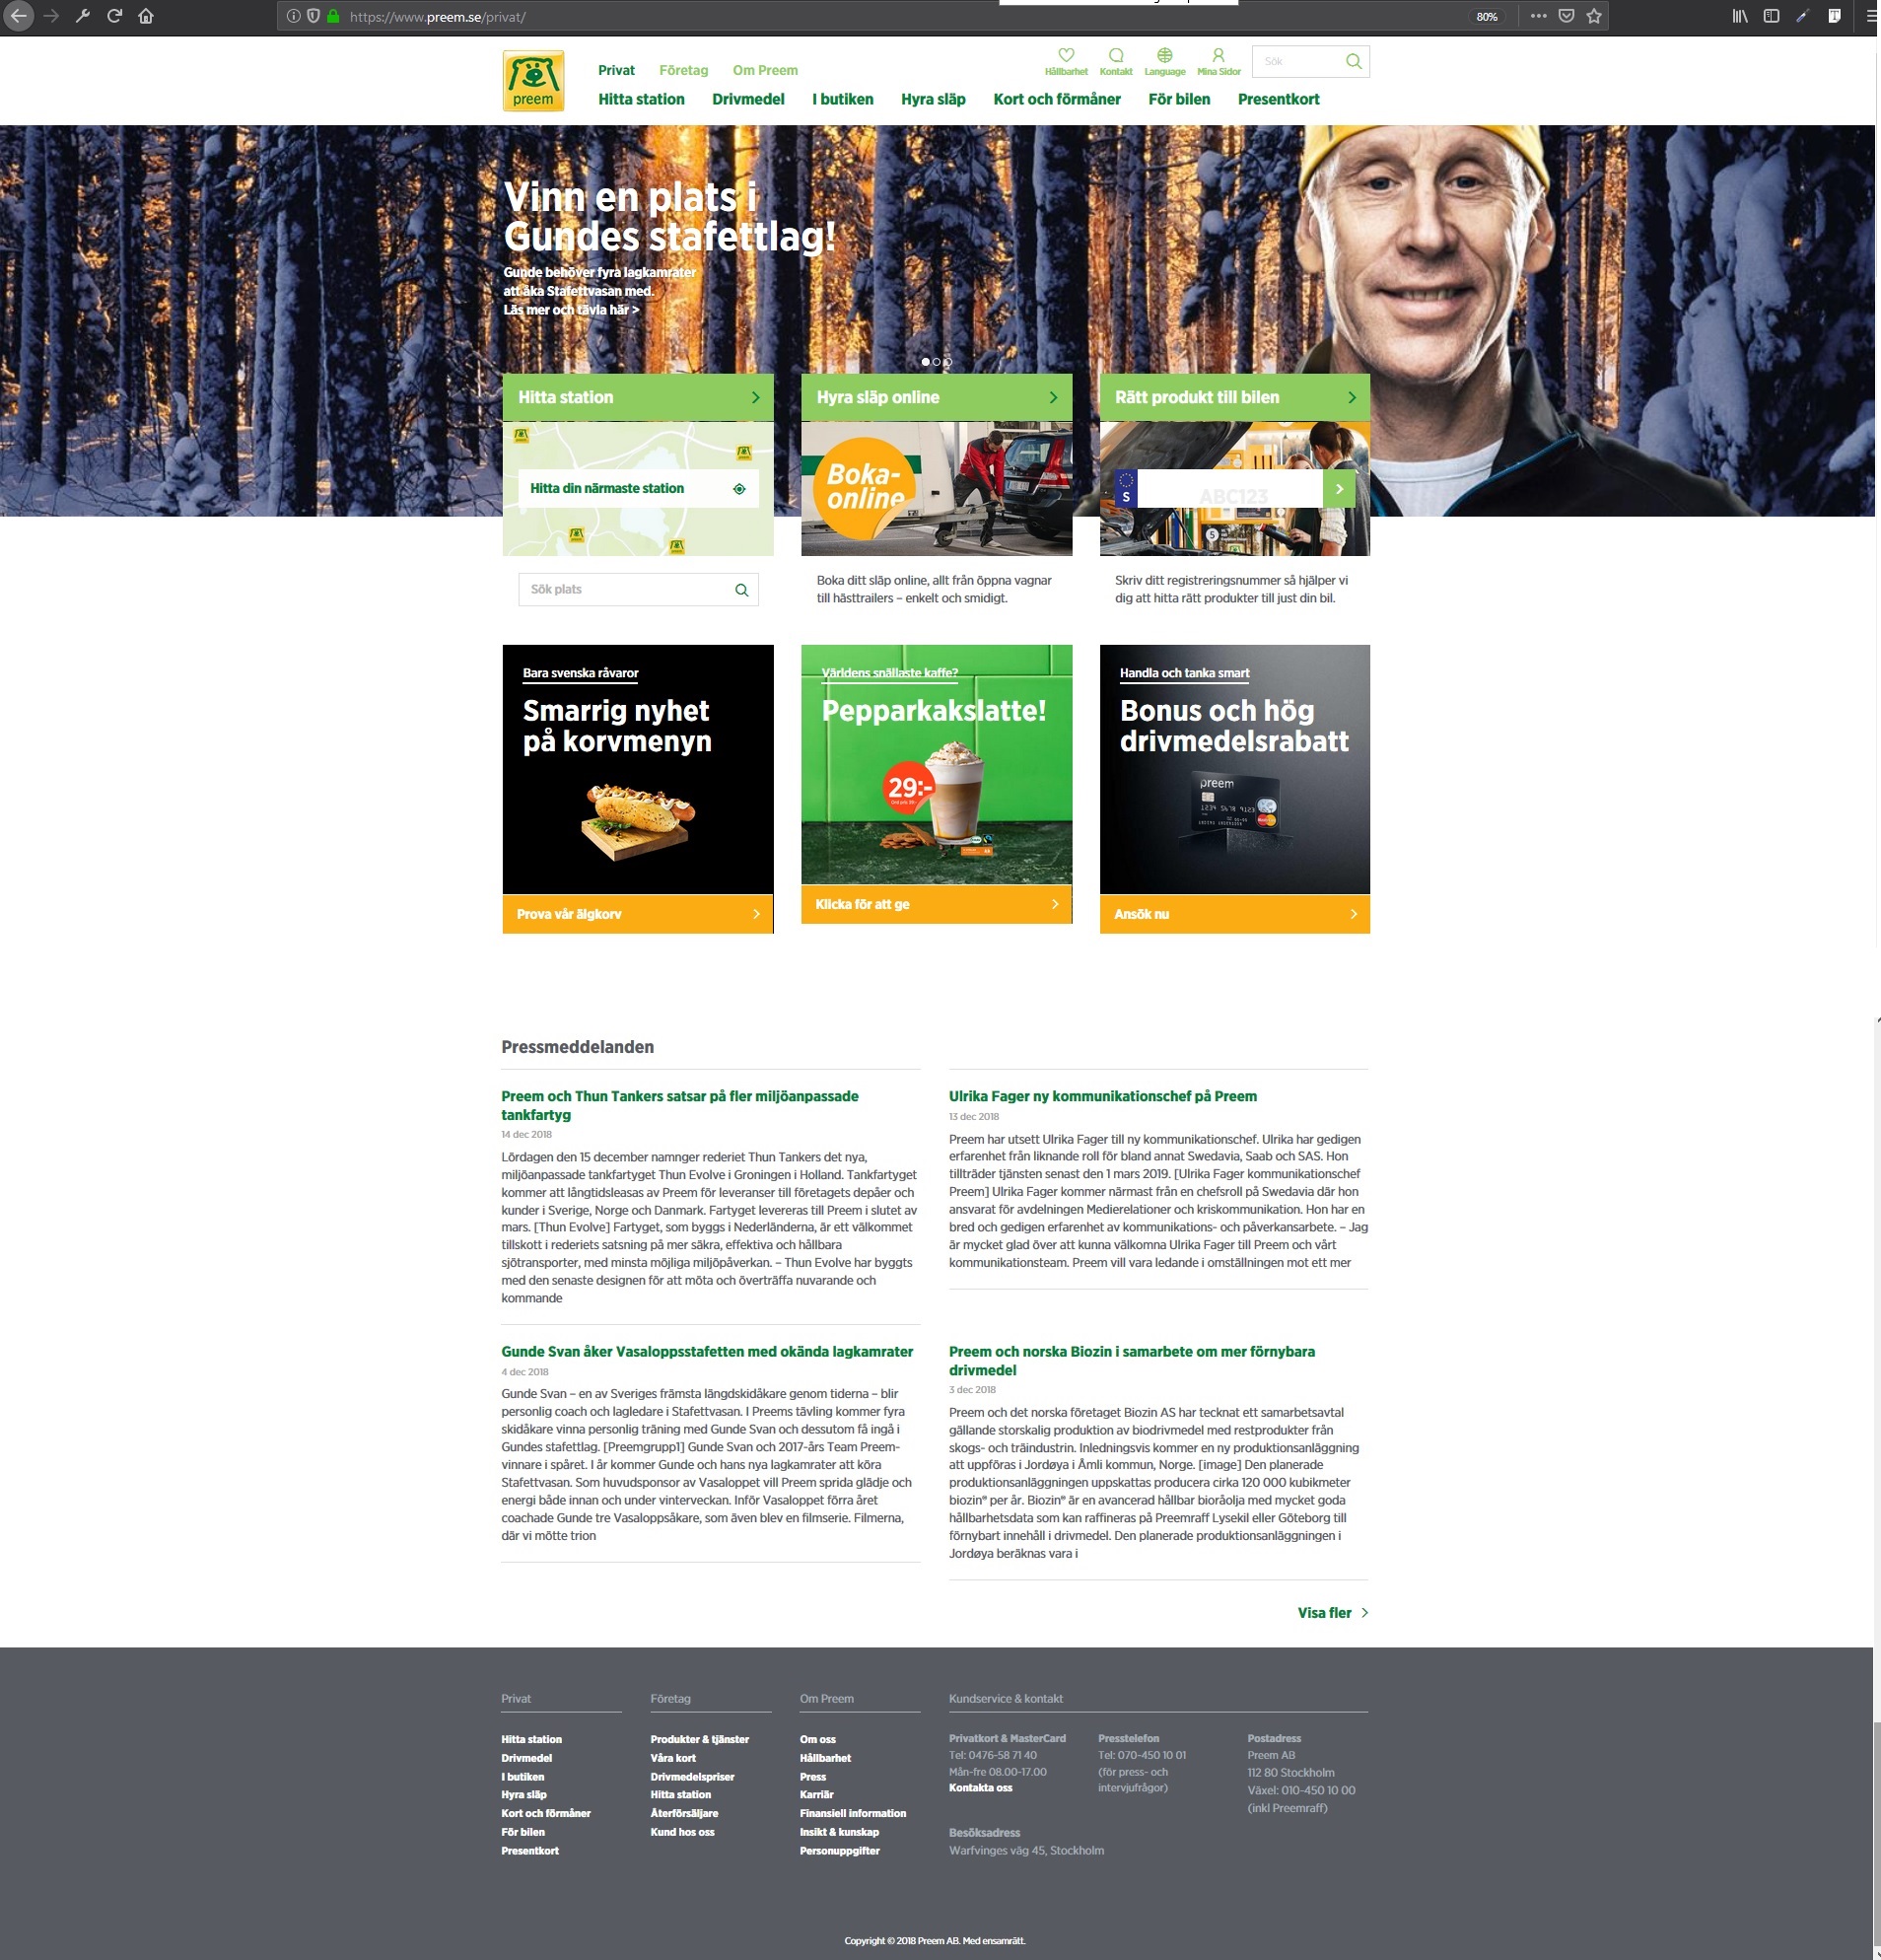 https://www.preem.se/privat/
80%
preem
Privat
Företag
Om Preem
Hållbarhet
Kontakt
Language
Mina Sidor
Sök
Hitta station
Drivmedel
I butiken
Hyra släp
Kort och förmåner
För bilen
Presentkort
Vinn en plats i
Gundes stafettlag!
Gunde behöver fyra lagkamrater
att åka Stafettvasan med.
Läs mer och tävla här >
Hitta station
Hitta din närmaste station
Sök plats
Hyra släp online
Boka-
online
Boka ditt släp online, allt från öppna vagnar
till hästtrailers – enkelt och smidigt.
Rätt produkt till bilen
S
ABC123
5
Skriv ditt registreringsnummer så hjälper vi
dig att hitta rätt produkter till just din bil.
Bara svenska råvaror
Smarrig nyhet
på korvmenyn
Prova vår älgkorv
Världens snällaste kaffe?
Pepparkakslatte!
29:-
Klicka för att ge
Handla och tanka smart
Bonus och hög
drivmedelsrabatt
preem
1234 5678 9123
Ansök nu
Pressmeddelanden
Preem och Thun Tankers satsar på fler miljöanpassade
tankfartyg
14 dec 2018
Lördagen den 15 december namnger rederiet Thun Tankers det nya,
miljöanpassade tankfartyget Thun Evolve i Groningen i Holland. Tankfartyget
kommer att långtidsleasas av Preem för leveranser till företagets depåer och
kunder i Sverige, Norge och Danmark. Fartyget levereras till Preem i slutet av
mars. [Thun Evolve] Fartyget, som byggs i Nederländerna, är ett välkommet
tillskott i rederiets satsning på mer säkra, effektiva och hållbara
sjötransporter, med minsta möjliga miljöpåverkan. – Thun Evolve har byggts
med den senaste designen för att möta och överträffa nuvarande och
kommande
Ulrika Fager ny kommunikationschef på Preem
13 dec 2018
Preem har utsett Ulrika Fager till ny kommunikationschef. Ulrika har gedigen
erfarenhet från liknande roll för bland annat Swedavia, Saab och SAS. Hon
tillträder tjänsten senast den 1 mars 2019. [Ulrika Fager kommunikationschef
Preem] Ulrika Fager kommer närmast från en chefsroll på Swedavia där hon
ansvarat för avdelningen Medierelationer och kriskommunikation. Hon har en
bred och gedigen erfarenhet av kommunikations- och påverkansarbete. – Jag
är mycket glad över att kunna välkomna Ulrika Fager till Preem och vårt
kommunikationsteam. Preem vill vara ledande i omställningen mot ett mer
Gunde Svan åker Vasaloppsstafetten med okända lagkamrater
4 dec 2018
Gunde Svan – en av Sveriges främsta längdskidåkare genom tiderna – blir
personlig coach och lagledare i Stafettvasan. I Preems tävling kommer fyra
skidåkare vinna personlig träning med Gunde Svan och dessutom få ingå i
Gundes stafettlag. [Preemgrupp1] Gunde Svan och 2017-års Team Preem-
vinnare i spåret. I år kommer Gunde och hans nya lagkamrater att köra
Stafettvasan. Som huvudsponsor av Vasaloppet vill Preem sprida glädje och
energi både innan och under vinterveckan. Inför Vasaloppet förra året
coachade Gunde tre Vasaloppsåkare, som även blev en filmserie. Filmerna,
där vi mötte trion
Preem och norska Biozin i samarbete om mer förnybara
drivmedel
3 dec 2018
Preem och det norska företaget Biozin AS har tecknat ett samarbetsavtal
gällande storskalig produktion av biodrivmedel med restprodukter från
skogs- och träindustrin. Inledningsvis kommer en ny produktionsanläggning
att uppföras i Jordøya i Åmli kommun, Norge. [image] Den planerade
produktionsanläggningen uppskattas producera cirka 120 000 kubikmeter
biozin® per år. Biozin® är en avancerad hållbar bioråolja med mycket goda
hållbarhetsdata som kan raffineras på Preemraff Lysekil eller Göteborg till
förnybart innehåll i drivmedel. Den planerade produktionsanläggningen i
Jordøya beräknas vara i
Visa fler
Privat
Hitta station
Drivmedel
I butiken
Hyra släp
Kort och förmåner
För bilen
Presentkort
Företag
Produkter & tjänster
Våra kort
Drivmedelspriser
Hitta station
Återförsäljare
Kund hos oss
Om Preem
Om oss
Hållbarhet
Press
Karriär
Finansiell information
Insikt & kunskap
Personuppgifter
Kundservice & kontakt
Privatkort & MasterCard
Tel: 0476-58 71 40
Mån-fre 08.00-17.00
Kontakta oss
Presstelefon
Tel: 070-450 10 01
(för press- och
intervjufrågor)
Postadress
Preem AB
112 80 Stockholm
Växel: 010-450 10 00
(inkl Preemraff)
Besöksadress
Warfvinges väg 45, Stockholm
Copyright © 2018 Preem AB. Med ensamrätt.